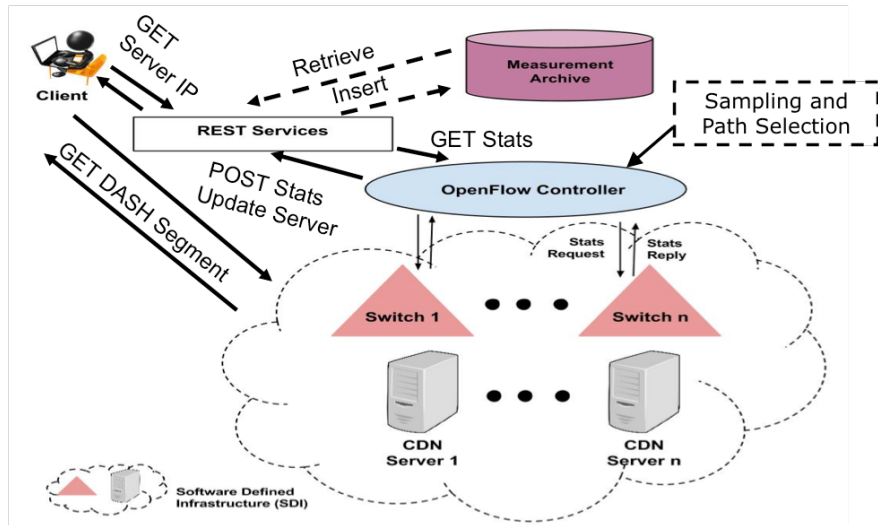 GET
Server IP
Client
Retrieve
Insert
Measurement
Archive
Sampling and
Path Selection
REST Services
GET Stats
POST Stats
Update Server
OpenFlow Controller
GET DASH Segment
Stats
Request
Stats
Reply
Switch 1
Switch n
CDN
Server 1
CDN
Server n
Software Defined
Infrastructure (SDI)